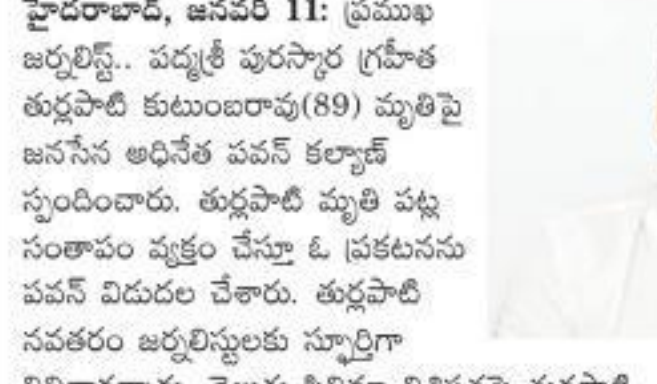 హైదరాబాద్, జనవరి 11: ప్రముఖ
జర్నలిస్ట్.. పద్మశ్రీ పురస్కార గ్రహీత
తుర్లపాటి కుటుంబరావు(89) మృతిపై
జనసేన అధినేత పవన్ కల్యాణ్
స్పందించారు. తుర్లపాటి మృతి పట్ల
సంతాపం వ్యక్తం చేస్తూ ఓ ప్రకటనను
పవన్ విడుదల చేశారు. తుర్లపాటి
నవతరం జర్నలిస్టులకు స్ఫూర్తిగా